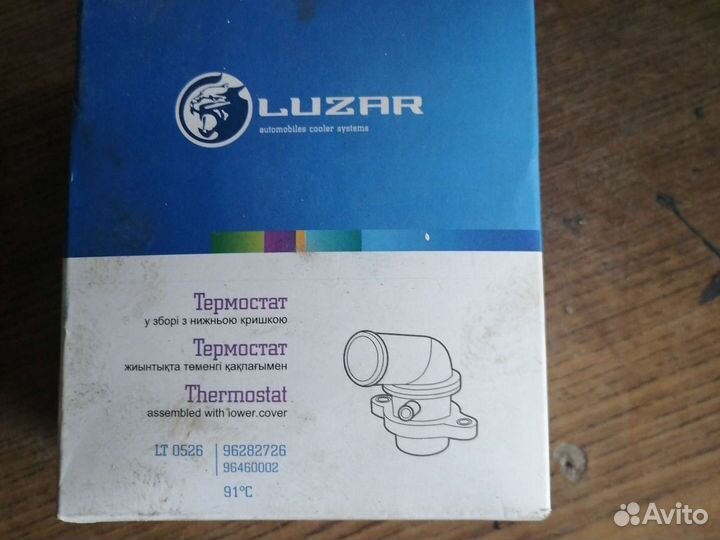 LUZAR
automobiles cooler systems
Термостат
у зборі з нижньою кришкою
Термостат
жиынтықта төменгі қақпағымен
Thermostat
assembled with lower cover
LT 0526 96282726
96460002
91°C
Avito